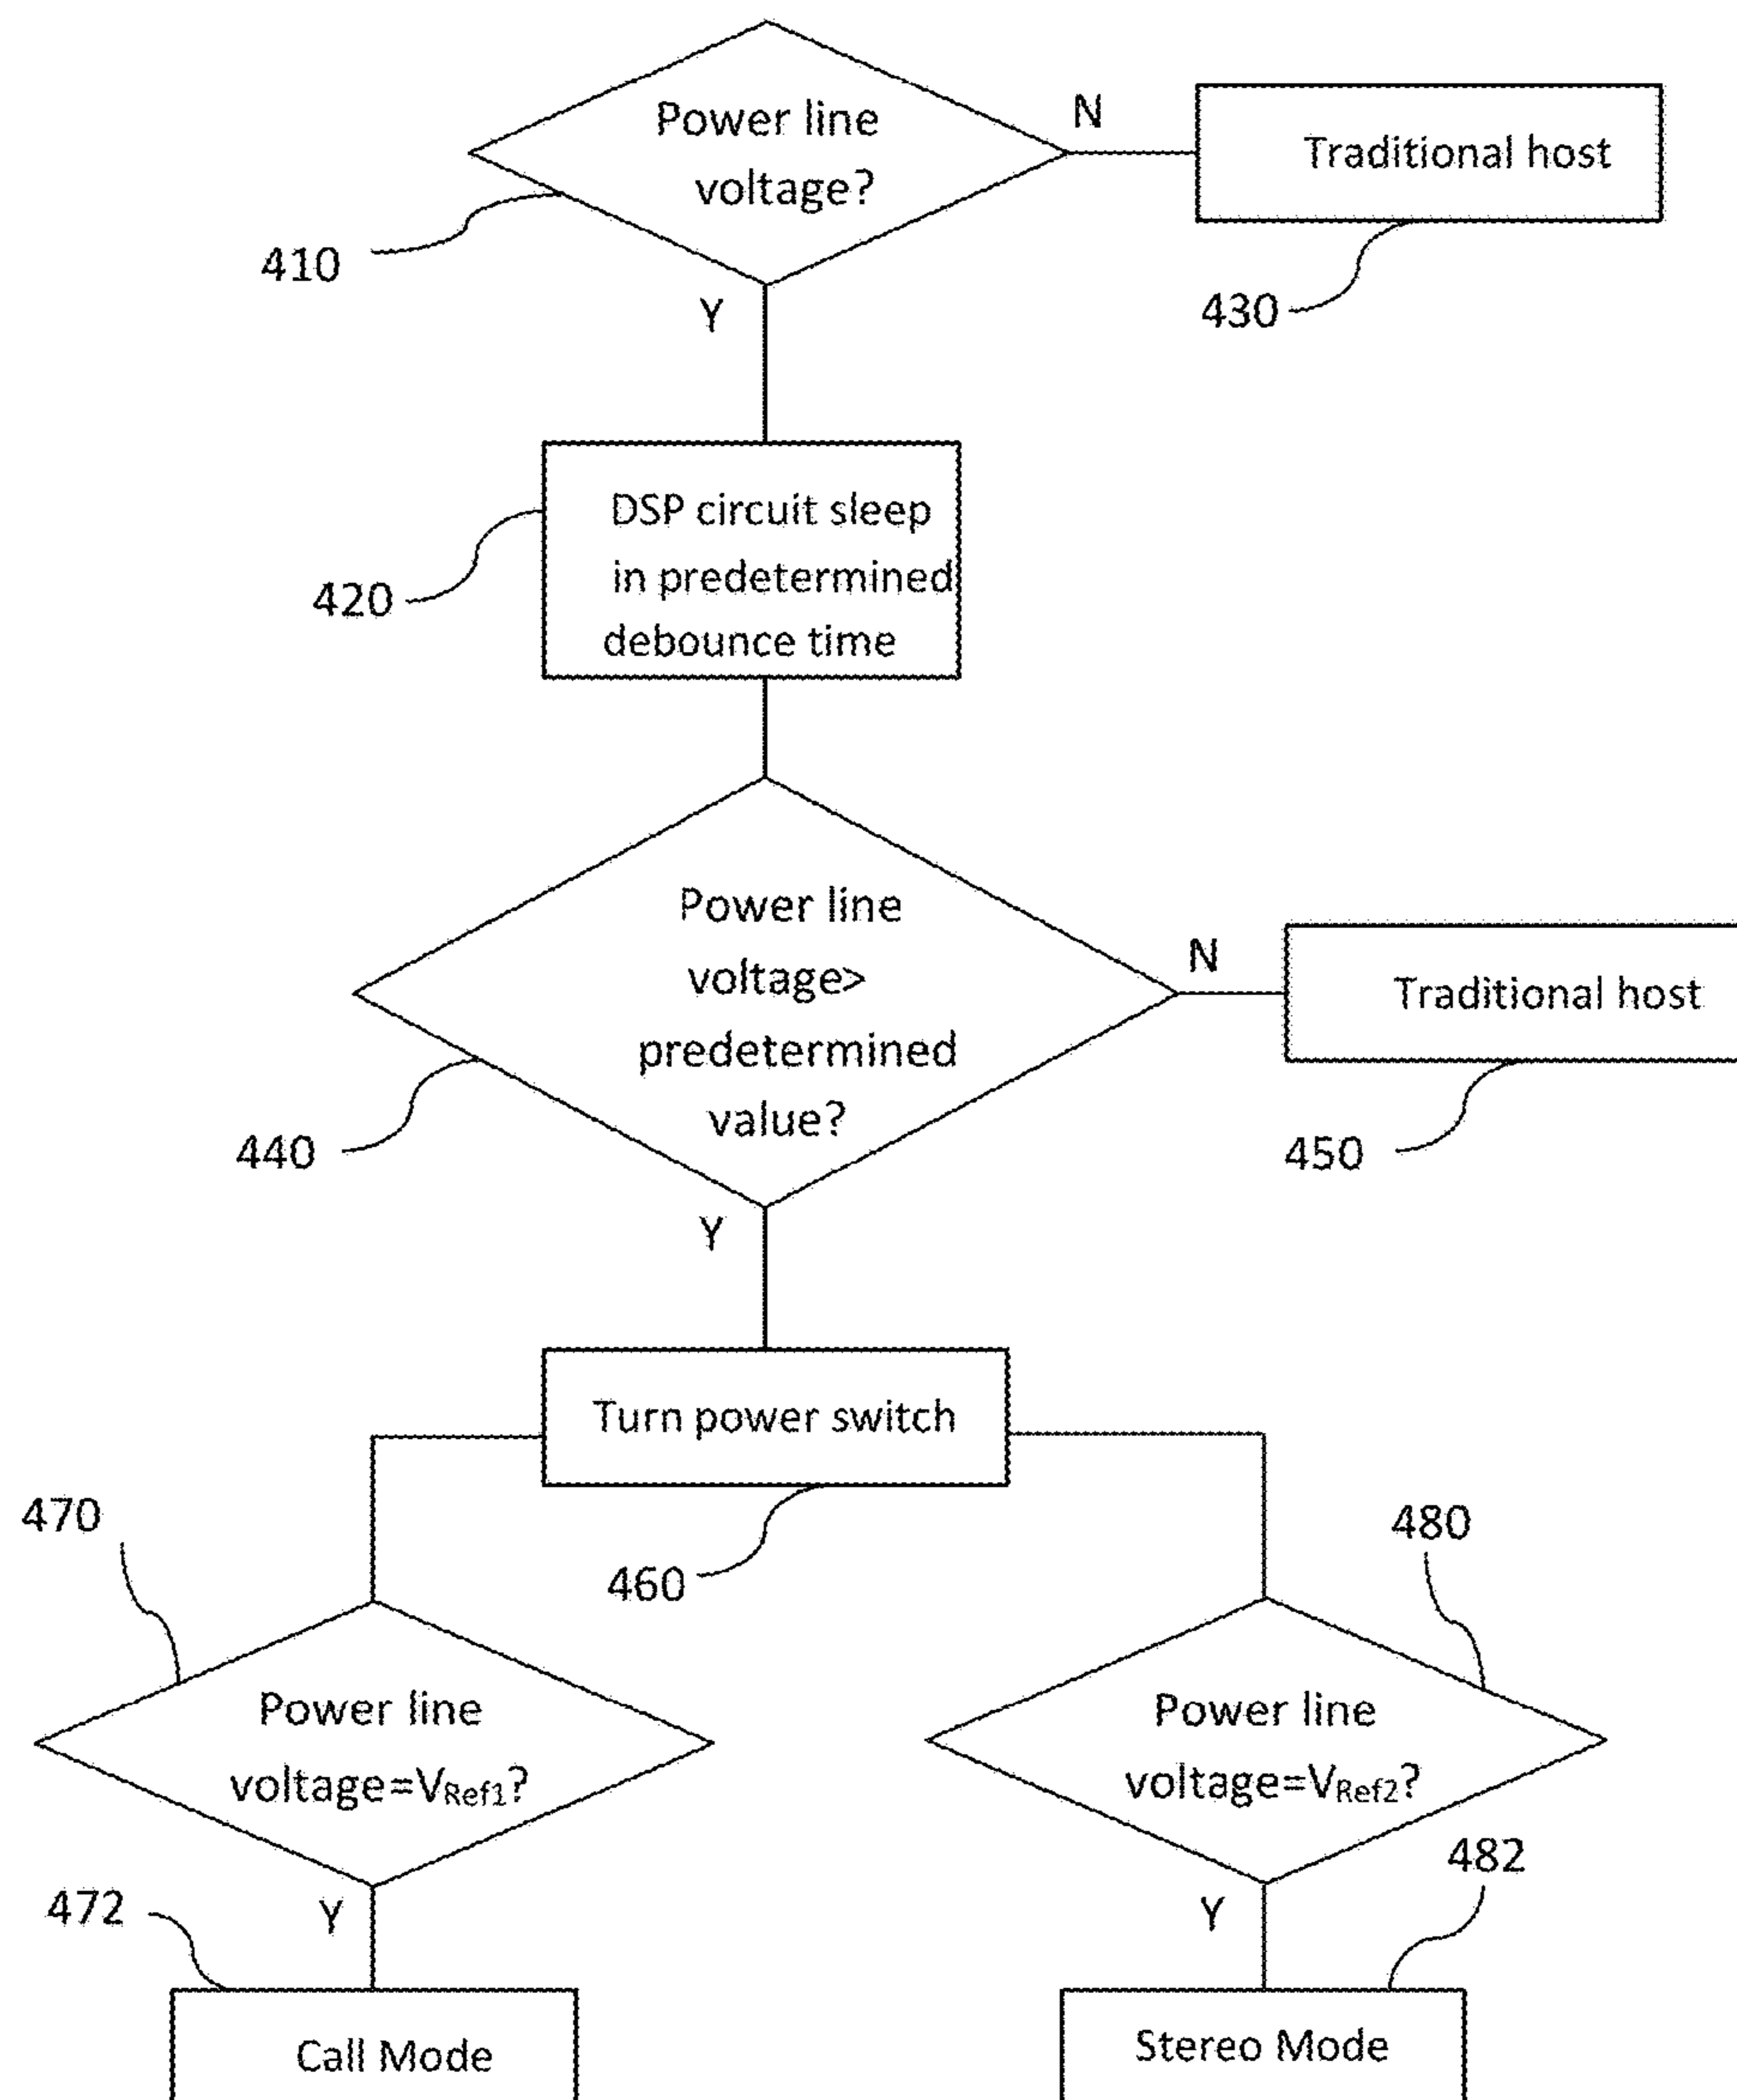 Power line
voltage?
N
Traditional host
410
430
Y
DSP circuit sleep
in predetermined
debounce time
420
Power line
voltage>
predetermined
value?
N
Traditional host
440
450
Y
Turn power switch
460
470
480
Power line
voltage=VRef1?
Power line
voltage=VRef2?
472
Y
Y
482
Call Mode
Stereo Mode